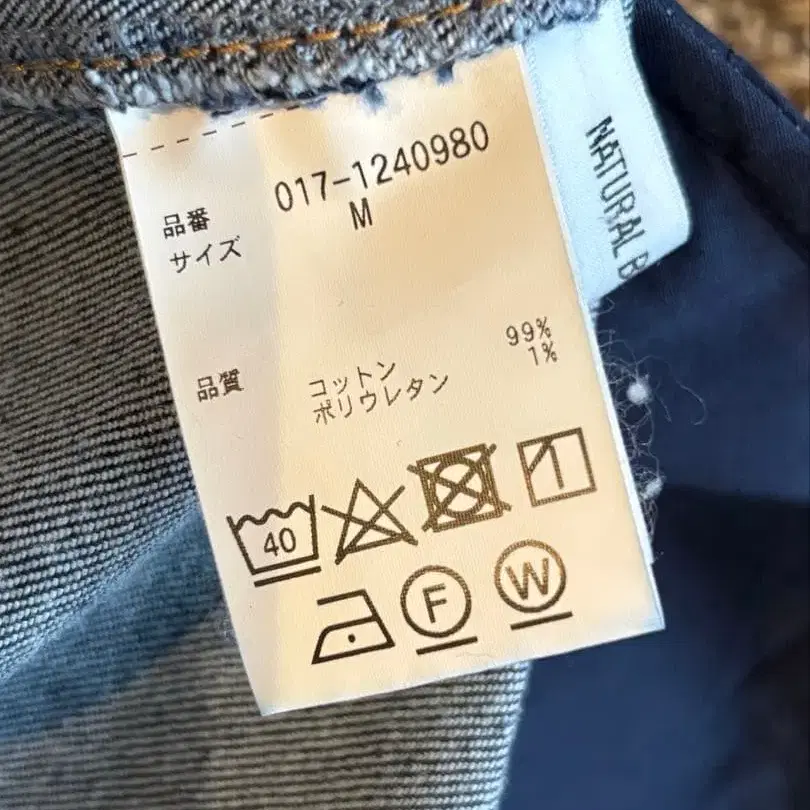 品番 017-1240980
サイズ M
品質 コットン 99%
ポリウレタン 1%
40
F
W
NATURAL